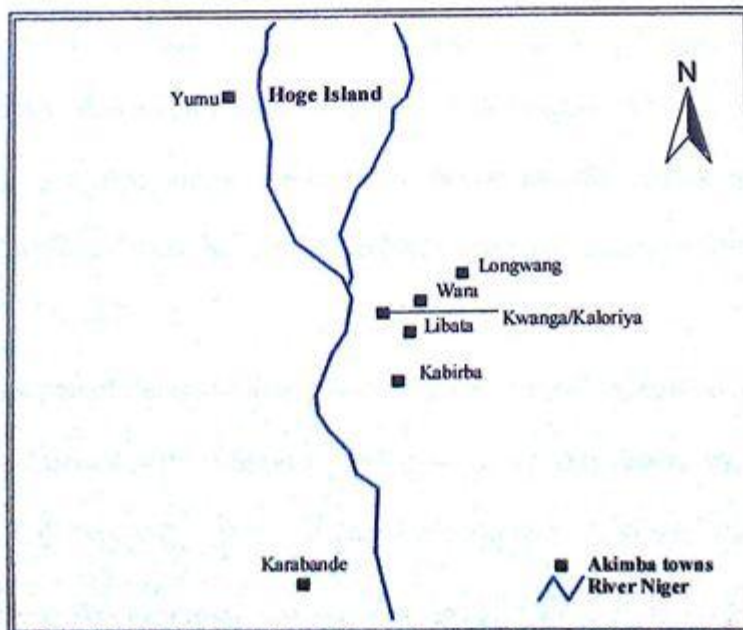 N
Yumu
Hoge Island
Longwang
Wara
Kwanga/Kaloriya
Libata
Kabirba
Karabande
Akimba towns
River Niger